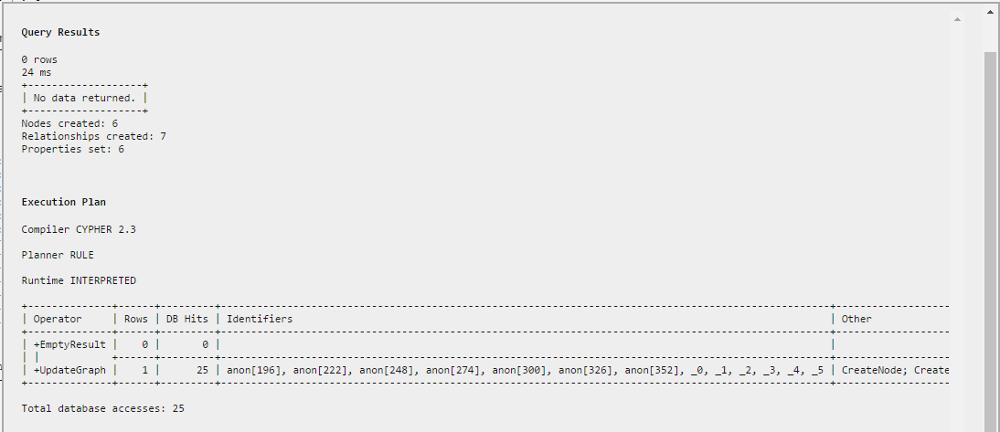 Query Results
0 rows
24 ms
+-------------------+
| No data returned. |
+-------------------+
Nodes created: 6
Relationships created: 7
Properties set: 6
Execution Plan
Compiler CYPHER 2.3
Planner RULE
Runtime INTERPRETED
+--------------+------+---------+----------------------------------------------------------------------------------------------------+-------------------
| Operator | Rows | DB Hits | Identifiers | Other
+--------------+------+---------+----------------------------------------------------------------------------------------------------+-------------------
| +EmptyResult | 0 | 0 | |
| | +------+---------+----------------------------------------------------------------------------------------------------+-------------------
| +UpdateGraph | 1 | 25 | anon[196], anon[222], anon[248], anon[274], anon[300], anon[326], anon[352], _0, _1, _2, _3, _4, _5 | CreateNode; Create
+--------------+------+---------+----------------------------------------------------------------------------------------------------+-------------------
Total database accesses: 25